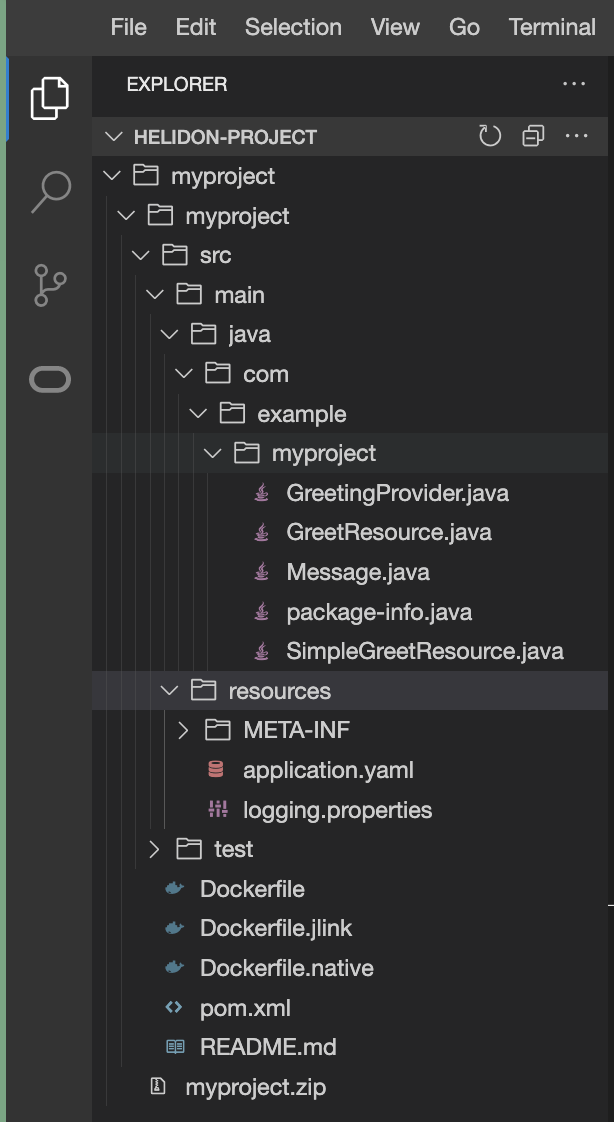 File Edit Selection View Go Terminal
EXPLORER
HELIDON-PROJECT
myproject
myproject
src
main
java
com
example
myproject
GreetingProvider.java
GreetResource.java
Message.java
package-info.java
SimpleGreetResource.java
resources
META-INF
application.yaml
logging.properties
test
Dockerfile
Dockerfile.jlink
Dockerfile.native
pom.xml
README.md
myproject.zip